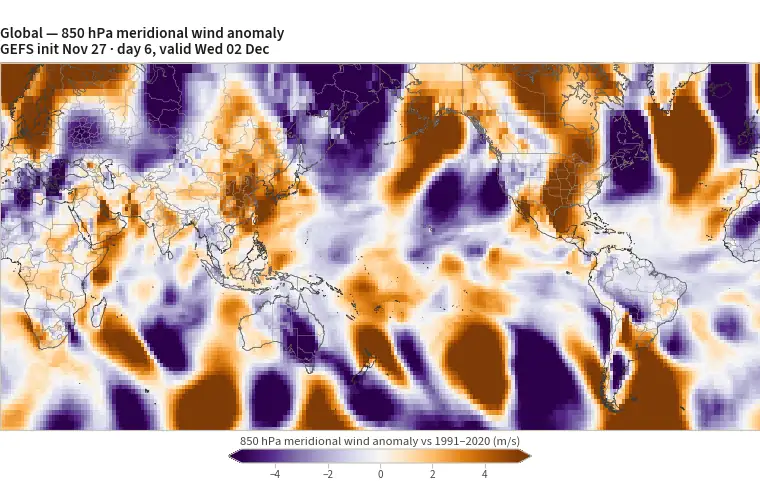 Global — 850 hPa meridional wind anomaly
GEFS init Nov 27 · day 6, valid Wed 02 Dec
850 hPa meridional wind anomaly vs 1991–2020 (m/s)
−4 −2 0 2 4